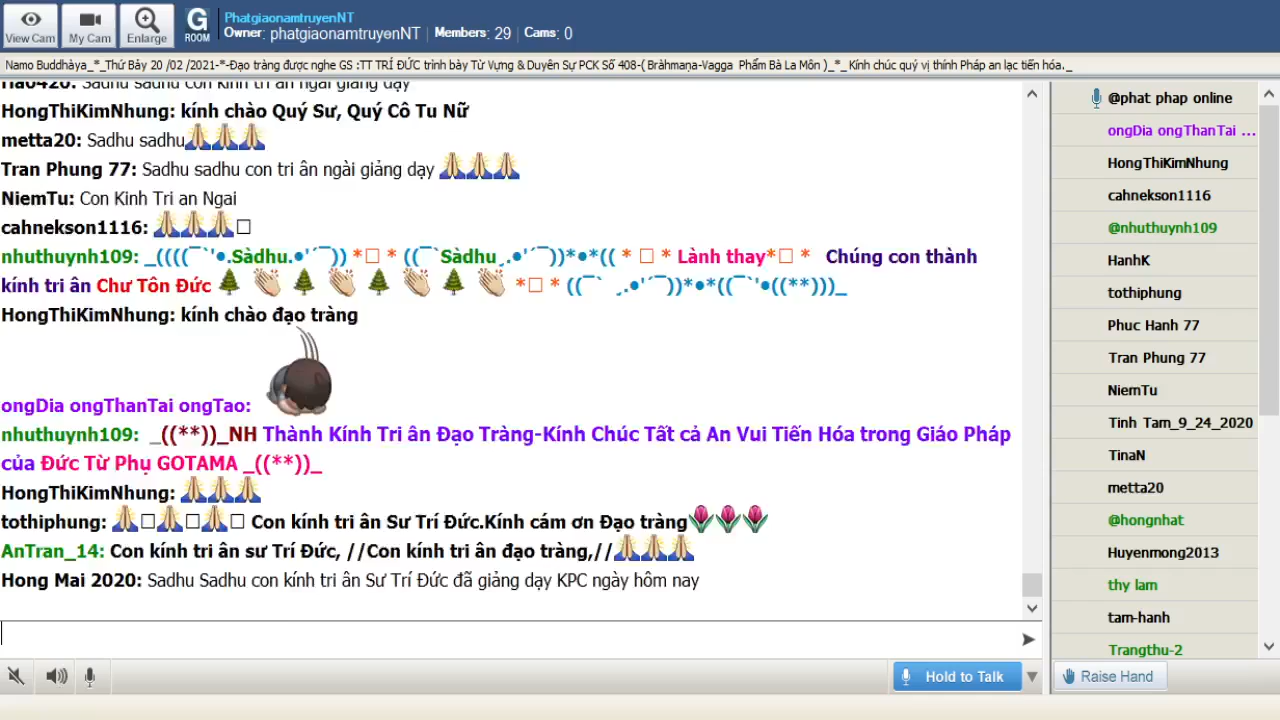 View Cam
My Cam
Enlarge
G
ROOM
PhatgiaonamtruyenNT
Owner: phatgiaonamtruyenNT | Members: 29 | Cams: 0
Namo Buddhàya_*_Thứ Bảy 20 /02 /2021-*-Đạo tràng được nghe GS :TT TRÍ ĐỨC trình bày Từ Vựng & Duyên Sự PCK Số 408-( Bràhmaṇa-Vagga Phẩm Bà La Môn )_*_ Kính chúc quý vị thính Pháp an lạc tiến hóa._
Hao420: Sadhu sadhu con tri ân ngài giảng dạy
HongThiKimNhung: kính chào Quý Sư, Quý Cô Tu Nữ
metta20: Sadhu sadhu🙏🙏🙏
Tran Phung 77: Sadhu sadhu con tri ân ngài giảng dạy 🙏🙏🙏
NiemTu: Con Kinh Tri an Ngai
cahnekson1116: 🙏🙏🙏□
nhuthuynh109: _((((¯`'•.Sàdhu.•'´¯)) *□ * ((¯`Sàdhu¸.•'´¯))*•*(( * □ * Lành thay*□ * Chúng con thành
kính tri ân Chư Tôn Đức 🌲 👏 🌲 👏 🌲 👏 🌲 👏 *□ * ((¯` ¸.•'´¯))*•*((¯`'•((**)))_
HongThiKimNhung: kính chào đạo tràng
ongDia ongThanTai ongTao:
nhuthuynh109: _((**))_NH Thành Kính Tri ân Đạo Tràng-Kính Chúc Tất cả An Vui Tiến Hóa trong Giáo Pháp
của Đức Từ Phụ GOTAMA _((**))_
HongThiKimNhung: 🙏🙏🙏
tothiphung: 🙏□🙏□🙏□ Con kính tri ân Sư Trí Đức.Kính cám ơn Đạo tràng🌷🌷🌷
AnTran_14: Con kính tri ân sư Trí Đức, //Con kính tri ân đạo tràng,//🙏🙏🙏
Hong Mai 2020: Sadhu Sadhu con kính tri ân Sư Trí Đức đã giảng dạy KPC ngày hôm nay
Hold to Talk
@phat phap online
ongDia ongThanTai ...
HongThiKimNhung
cahnekson1116
@nhuthuynh109
HanhK
tothiphung
Phuc Hanh 77
Tran Phung 77
NiemTu
Tinh Tam_9_24_2020
TinaN
metta20
@hongnhat
Huyenmong2013
thy lam
tam-hanh
Trangthu-2
Raise Hand